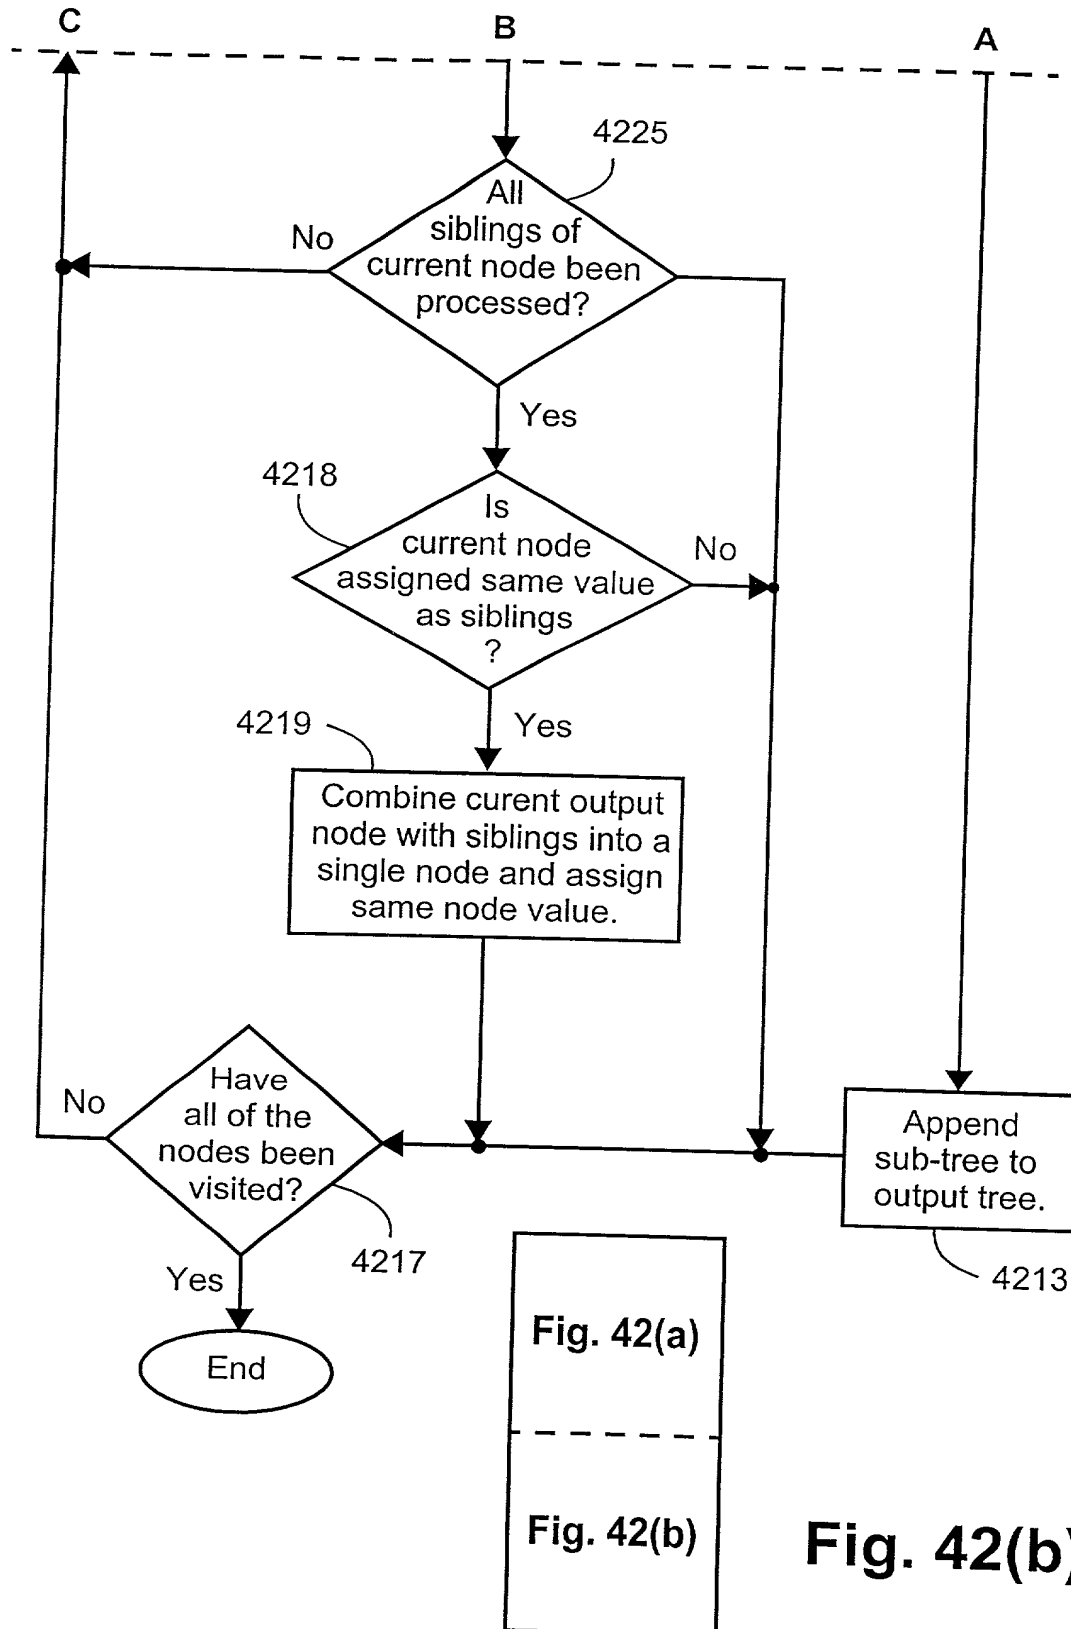 C
B
A
4225
All
siblings of
current node been
processed?
No
Yes
4218
Is
current node
assigned same value
as siblings
?
No
Yes
4219
Combine curent output
node with siblings into a
single node and assign
same node value.
No
Have
all of the
nodes been
visited?
Append
sub-tree to
output tree.
4217
4213
Yes
End
Fig. 42(a)
Fig. 42(b)
Fig. 42(b)